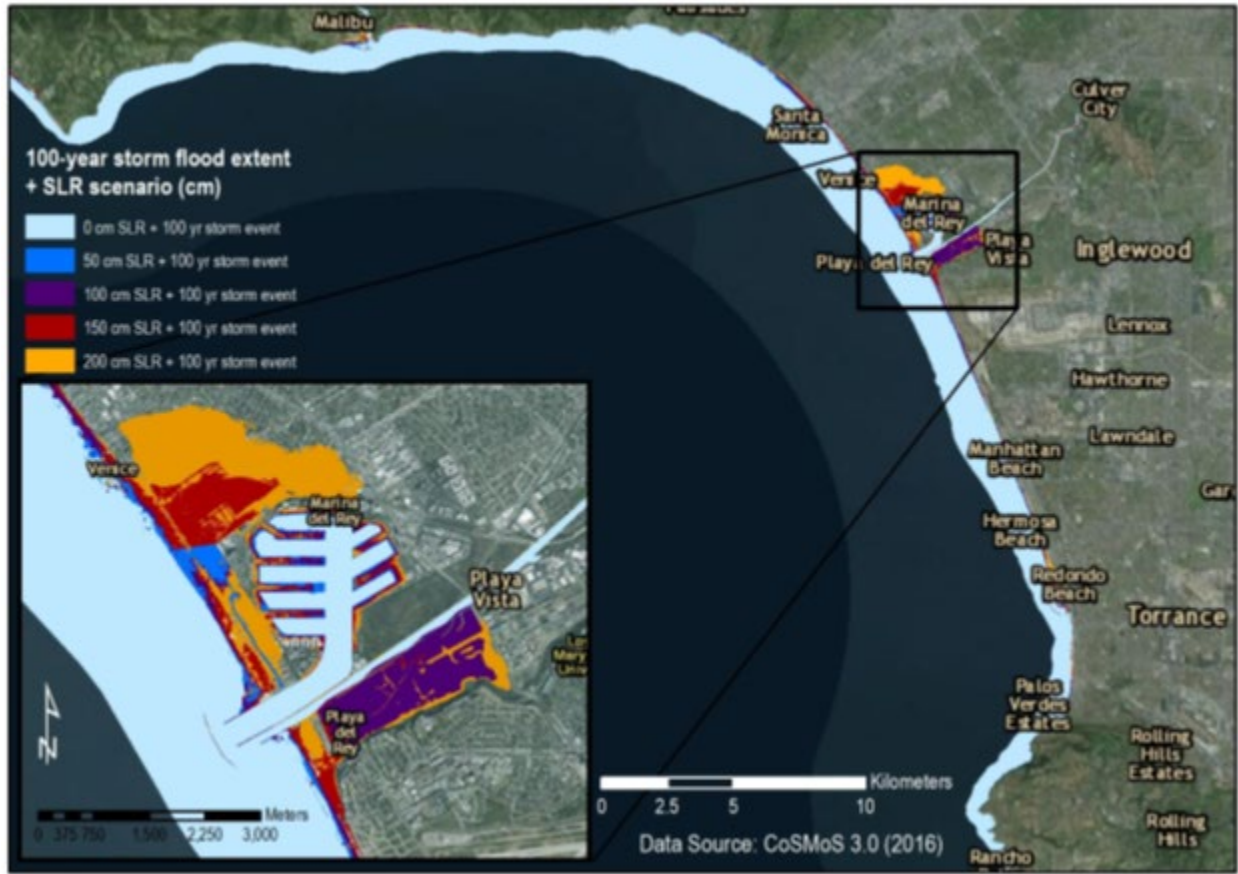 Palisades
Malibu
Culver
City
Santa
Monica
100-year storm flood extent
+ SLR scenario (cm)
0 cm SLR + 100 yr storm event
50 cm SLR + 100 yr storm event
100 cm SLR + 100 yr storm event
150 cm SLR + 100 yr storm event
200 cm SLR + 100 yr storm event
Venice
Marina
del Rey
Playa
Vista
Playa del Rey
Inglewood
Lennox
Hawthorne
Lawndale
Manhattan
Beach
Hermosa
Beach
Redondo
Beach
Torrance
Palos
Verdes
Estates
Rolling
Hills
Estates
Rolling
Hills
Rancho
Venice
Marina
del Rey
Playa
Vista
Playa
del
Rey
N
Meters
0 375 750 1,500 2,250 3,000
Kilometers
0 2.5 5 10
Data Source: CoSMoS 3.0 (2016)